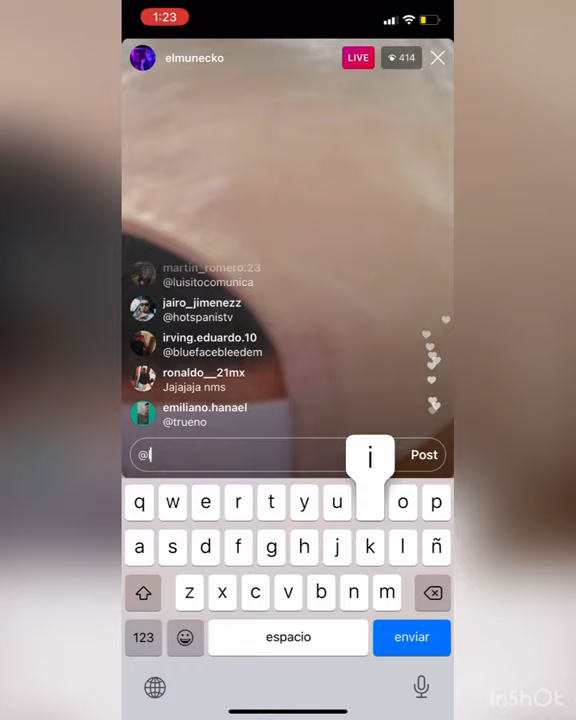 1:23
elmunecko
LIVE
414
martin_romero.23
@luisitocomunica
jairo_jimenezz
@hotspanistv
irving.eduardo.10
@bluefacebleedem
ronaldo__21mx
Jajajaja nms
emiliano.hanael
@trueno
@i
i
Post
q w e r t y u o p
a s d f g h j k l ñ
z x c v b n m
123
espacio
enviar
InShOt